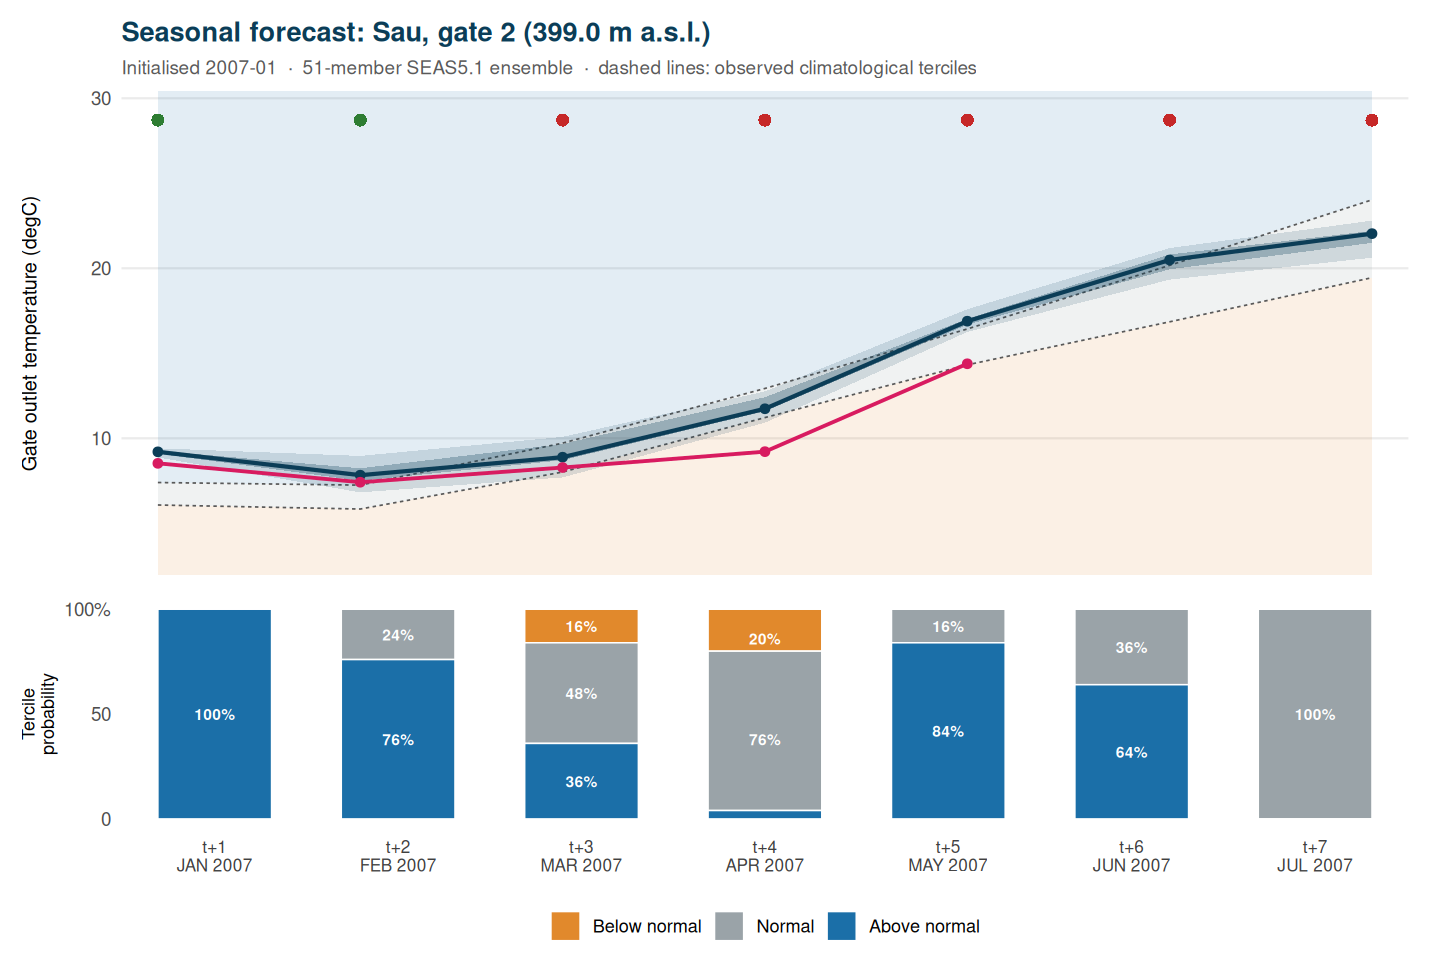 Seasonal forecast: Sau, gate 2 (399.0 m a.s.l.)
Initialised 2007-01 · 51-member SEAS5.1 ensemble · dashed lines: observed climatological terciles
30
20
10
Gate outlet temperature (degC)
100%
50
0
Tercile
probability
100%
24%
76%
16%
48%
36%
20%
76%
16%
84%
36%
64%
100%
t+1 t+2 t+3 t+4 t+5 t+6 t+7
JAN 2007 FEB 2007 MAR 2007 APR 2007 MAY 2007 JUN 2007 JUL 2007
Below normal Normal Above normal